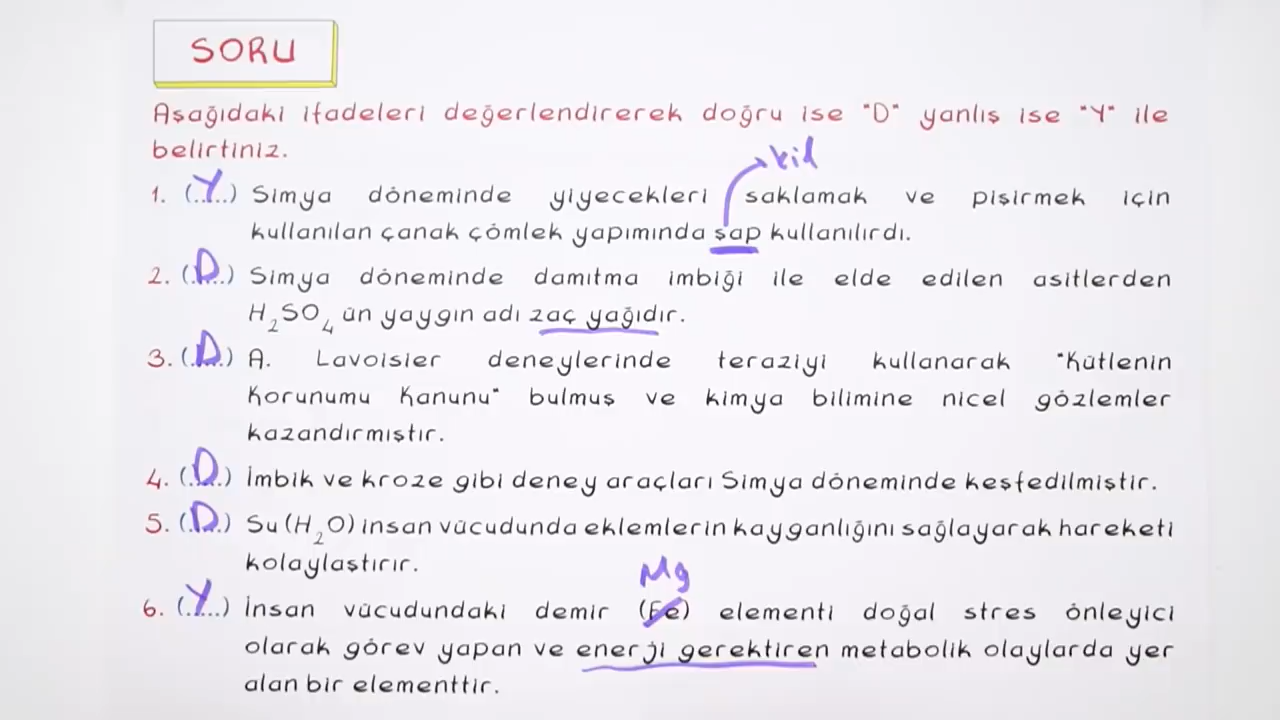 SORU
Aşağıdaki ifadeleri değerlendirerek doğru ise "D" yanlış ise "Y" ile
belirtiniz.
kil
1. (Y) Simya döneminde yiyecekleri saklamak ve pişirmek için
kullanılan çanak çömlek yapımında şap kullanılırdı.
2. (D) Simya döneminde damıtma imbiği ile elde edilen asitlerden
H₂SO₄ ün yaygın adı zaç yağıdır.
3. (D) A. Lavoisier deneylerinde teraziyi kullanarak "Kütlenin
Korunumu Kanunu" bulmuş ve kimya bilimine nicel gözlemler
kazandırmıştır.
4. (D) İmbik ve kroze gibi deney araçları Simya döneminde keşfedilmiştir.
5. (D) Su (H₂O) insan vücudunda eklemlerin kayganlığını sağlayarak hareketi
kolaylaştırır.
Mg
6. (Y) İnsan vücudundaki demir (Fe) elementi doğal stres önleyici
olarak görev yapan ve enerji gerektiren metabolik olaylarda yer
alan bir elementtir.